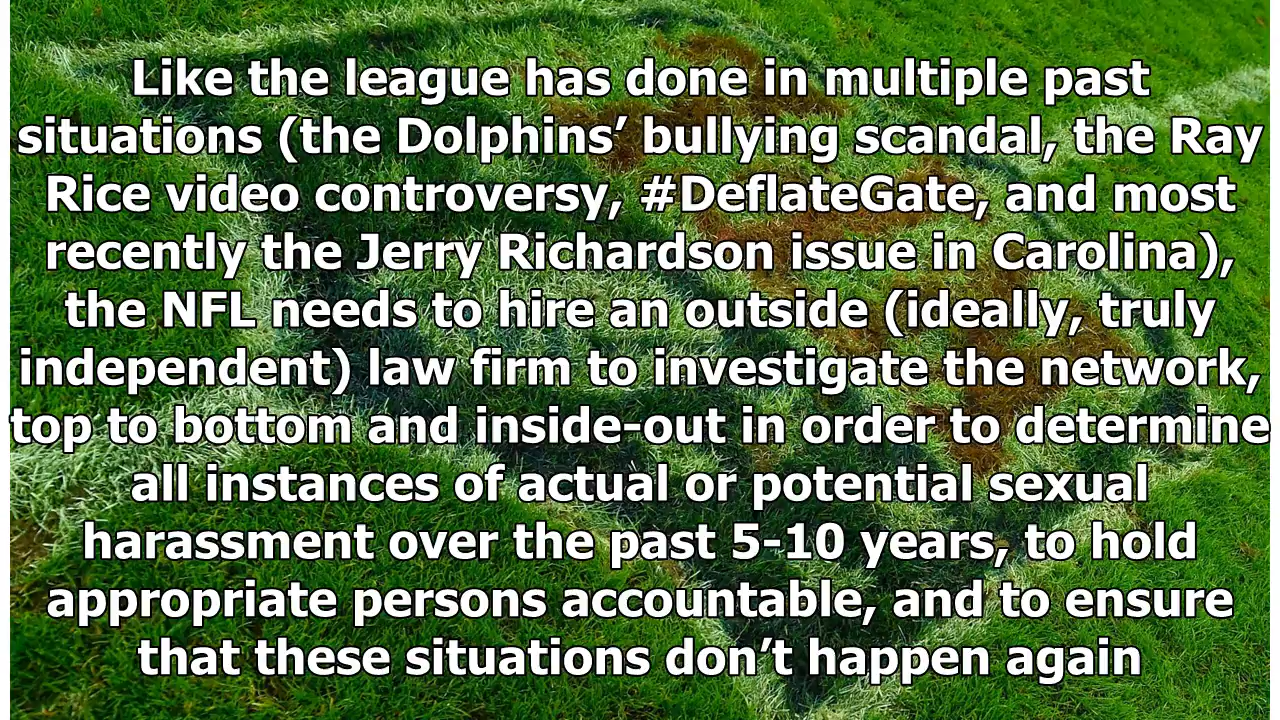 Like the league has done in multiple past
situations (the Dolphins’ bullying scandal, the Ray
Rice video controversy, #DeflateGate, and most
recently the Jerry Richardson issue in Carolina),
the NFL needs to hire an outside (ideally, truly
independent) law firm to investigate the network,
top to bottom and inside-out in order to determine
all instances of actual or potential sexual
harassment over the past 5-10 years, to hold
appropriate persons accountable, and to ensure
that these situations don’t happen again